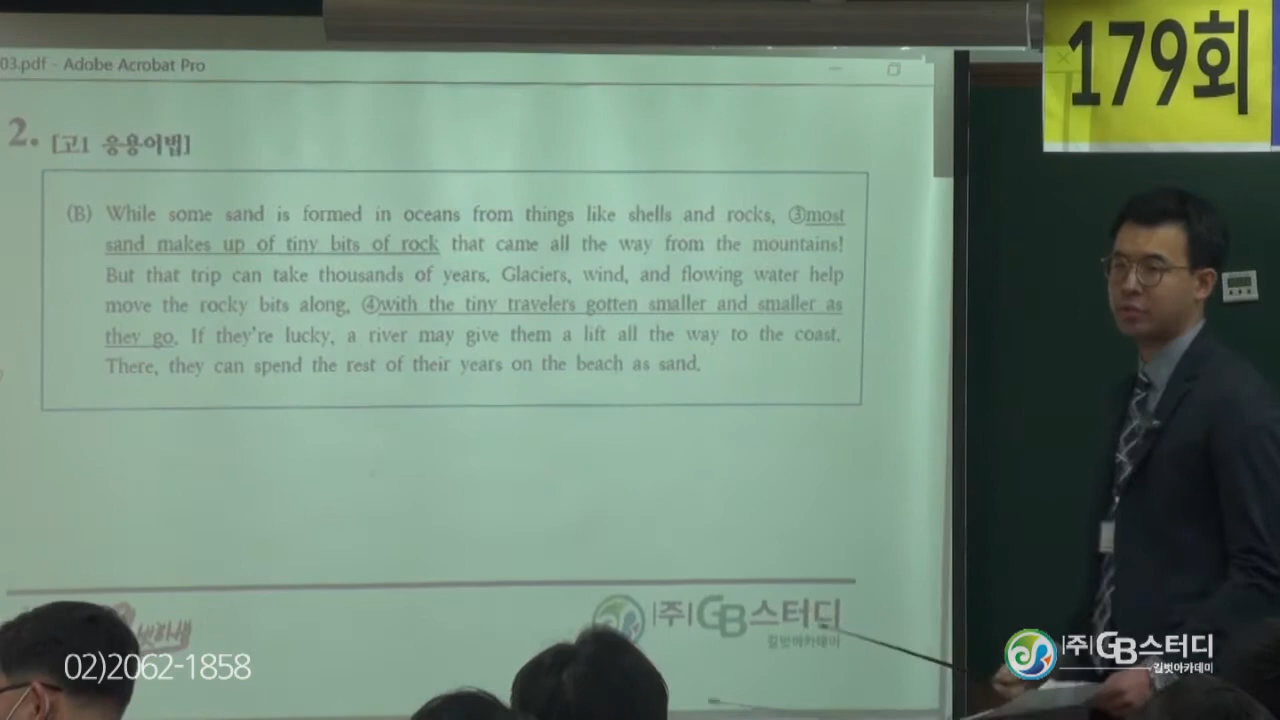 179회
03.pdf - Adobe Acrobat Pro
2. [고1 응용어법]
(B) While some sand is formed in oceans from things like shells and rocks, ③most
sand makes up of tiny bits of rock that came all the way from the mountains!
But that trip can take thousands of years. Glaciers, wind, and flowing water help
move the rocky bits along, ④with the tiny travelers gotten smaller and smaller as
they go. If they're lucky, a river may give them a lift all the way to the coast.
There, they can spend the rest of their years on the beach as sand.
(주)GB스터디
길벗아카데미
02)2062-1858
(주)GB스터디
길벗아카데미